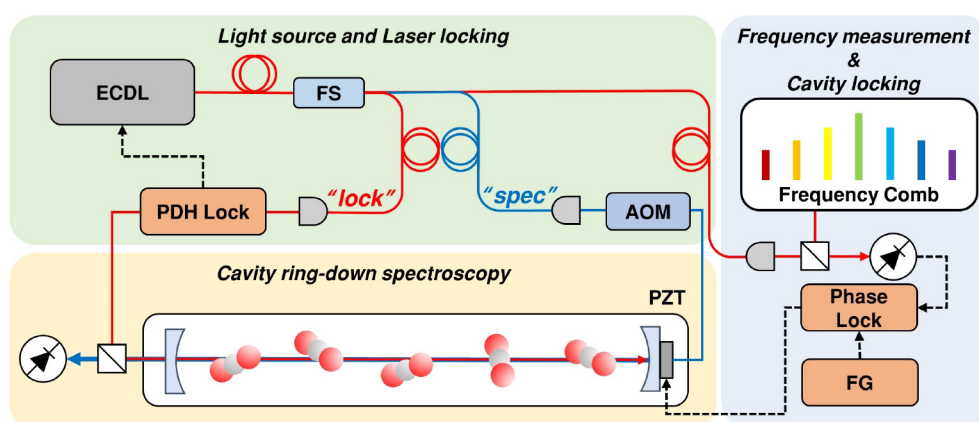 Light source and Laser locking
ECDL
FS
"lock"
"spec"
PDH Lock
AOM
Cavity ring-down spectroscopy
PZT
Frequency measurement
&
Cavity locking
Frequency Comb
Phase
Lock
FG